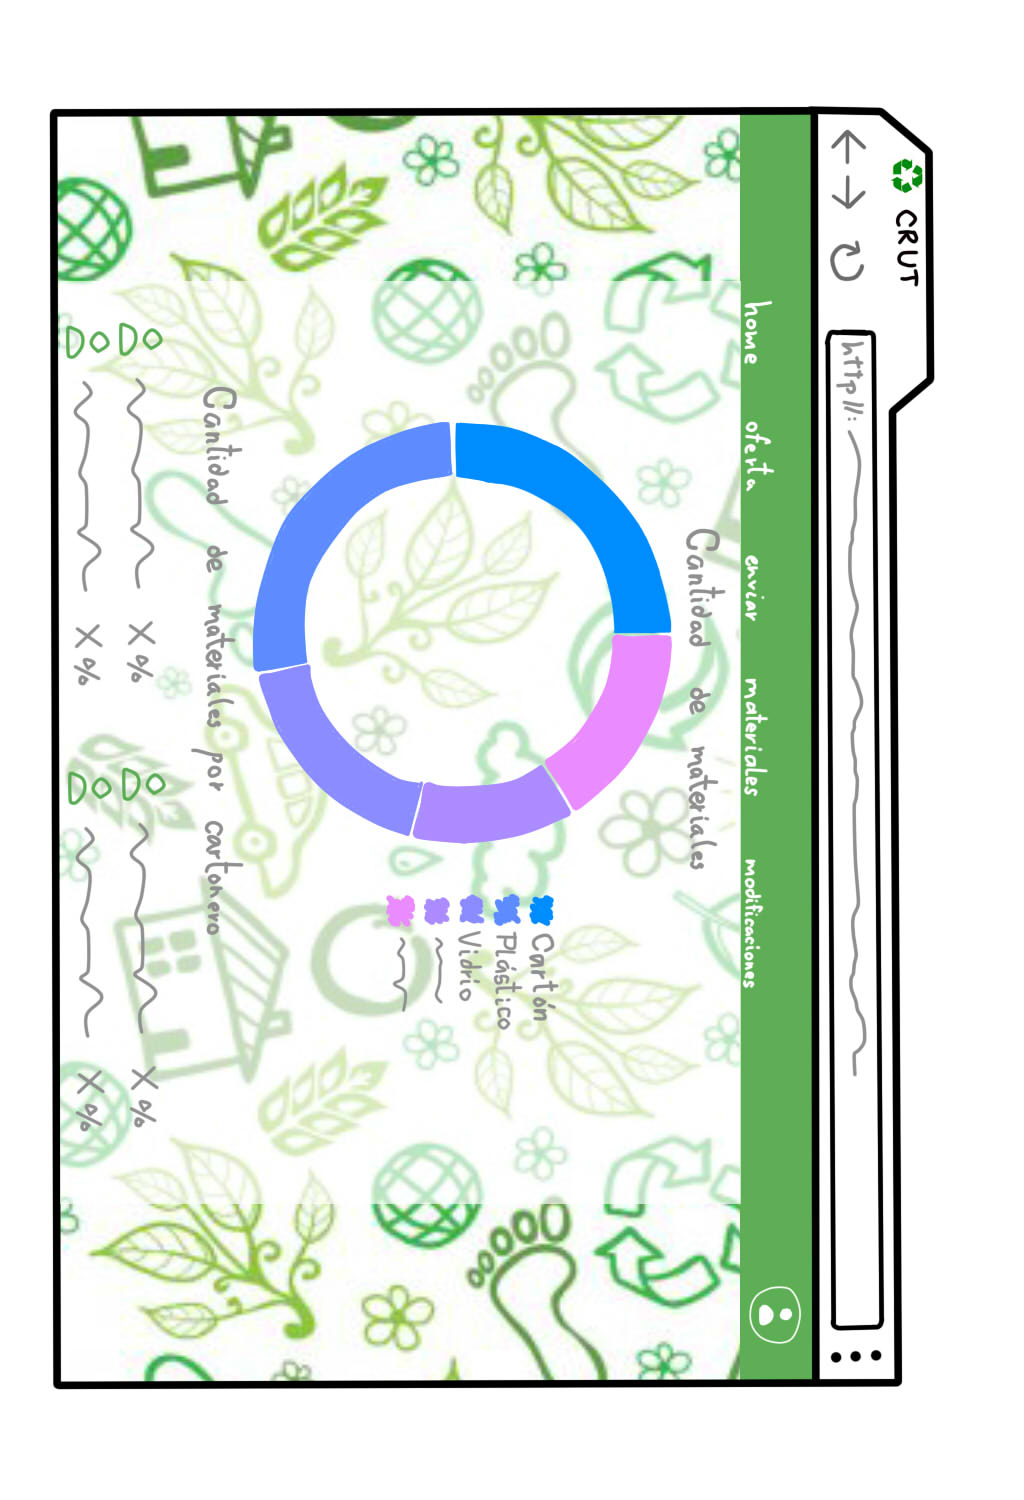 CRUT
http//:
home oferta enviar materiales modificaciones
Cantidad de materiales
Cartón
Plástico
Vidrio
Cantidad de materiales por cartonero
X % X %
X % X %